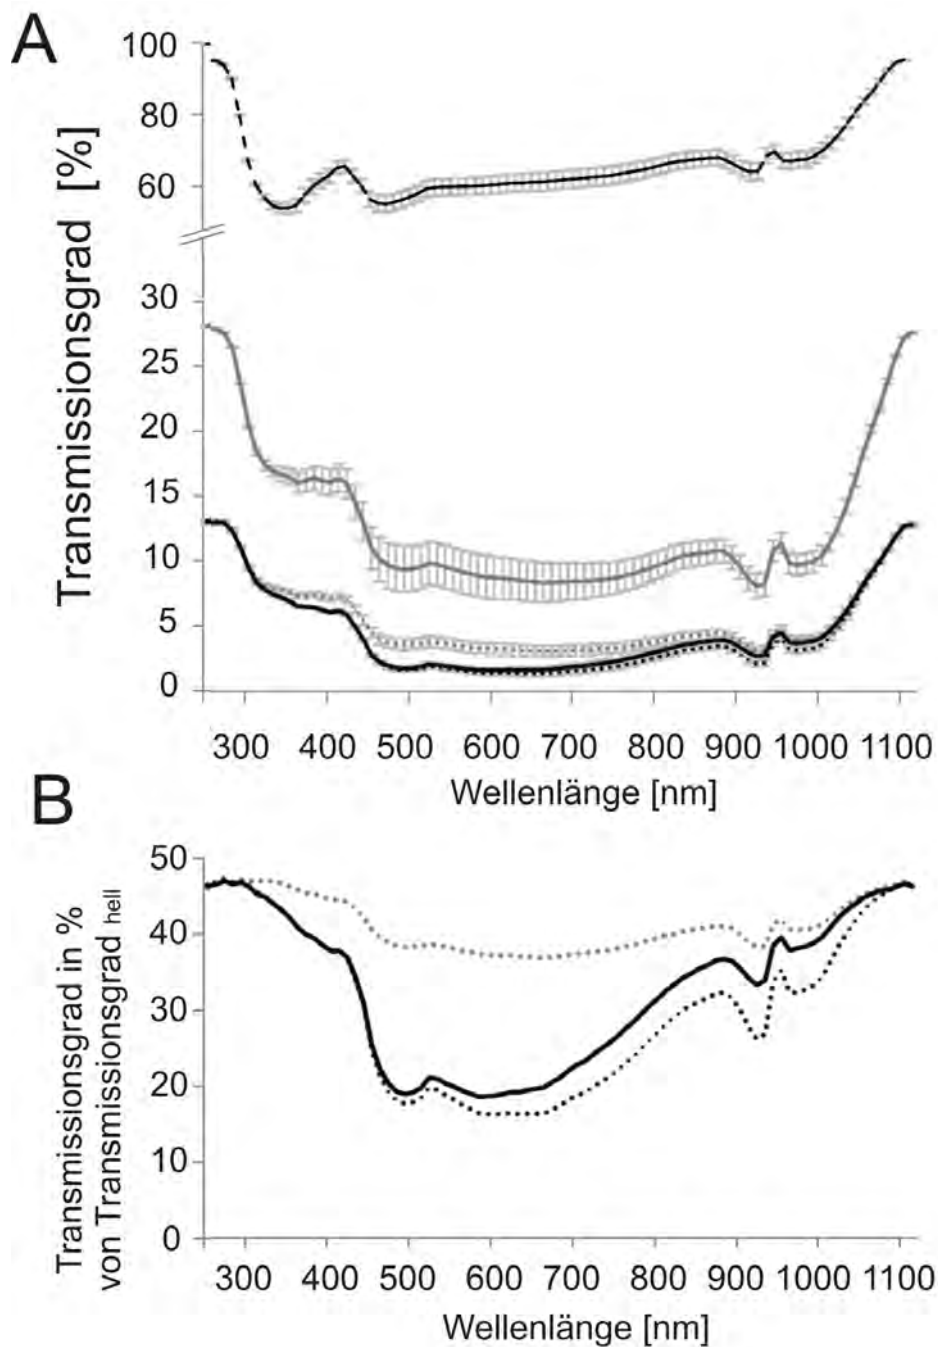 A
Transmissionsgrad [%]
100
80
60
30
25
20
15
10
5
0
300 400 500 600 700 800 900 1000 1100
Wellenlänge [nm]
B
Transmissionsgrad in %
von Transmissionsgrad hell
50
40
30
20
10
0
300 400 500 600 700 800 900 1000 1100
Wellenlänge [nm]